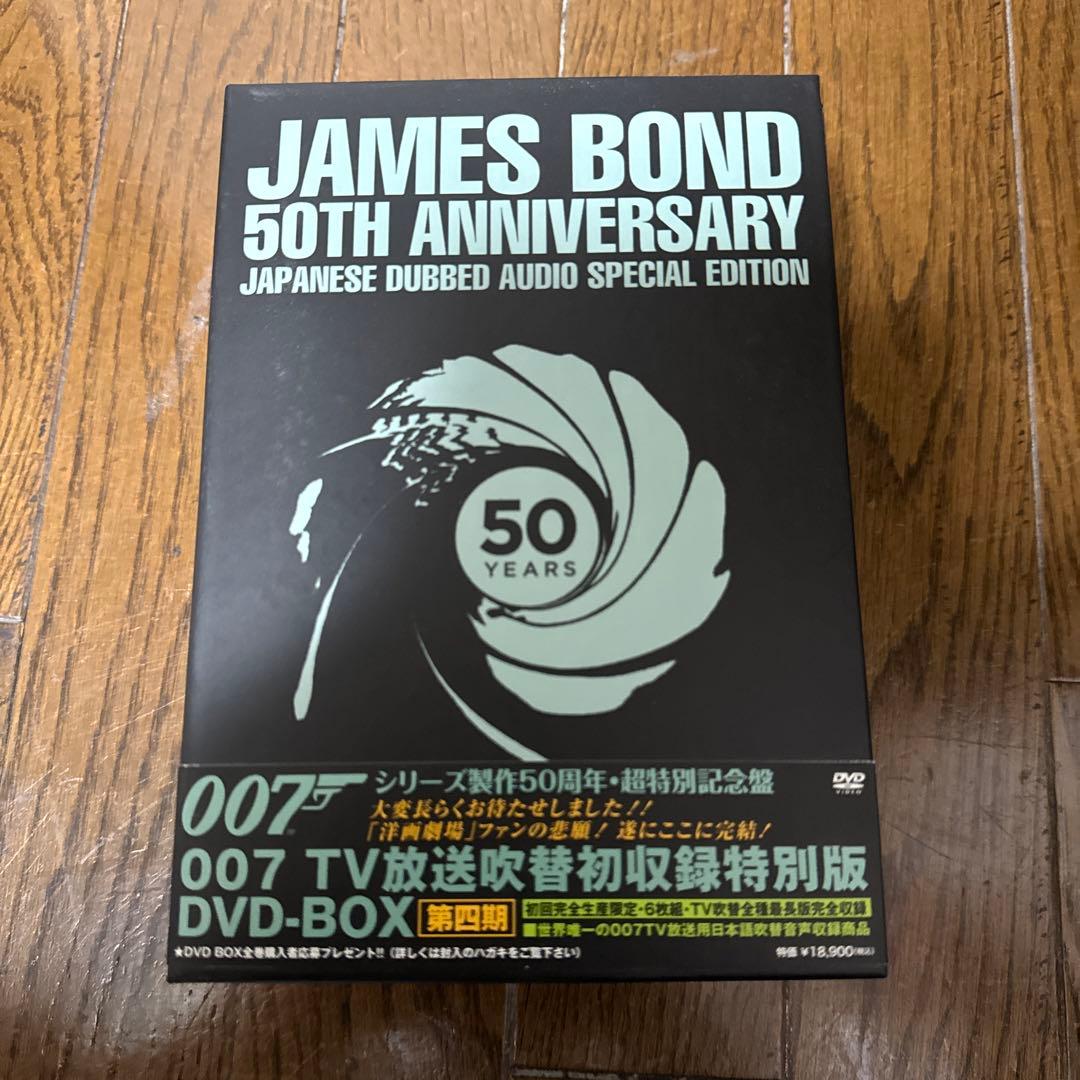 JAMES BOND
50TH ANNIVERSARY
JAPANESE DUBBED AUDIO SPECIAL EDITION
50
YEARS
007 シリーズ製作50周年・超特別記念盤
DVD
VIDEO
大変長らくお待たせしました!!
「洋画劇場」ファンの悲願! 遂にここに完結!
007 TV放送吹替初収録特別版
DVD-BOX 第四期
初回完全生産限定・6枚組・TV吹替全種最長版完全収録
■世界唯一の007TV放送用日本語吹替音声収録商品
★DVD BOX全巻購入者応募プレゼント!!(詳しくは封入のハガキをご覧下さい)
特価 ¥18,900(税込)